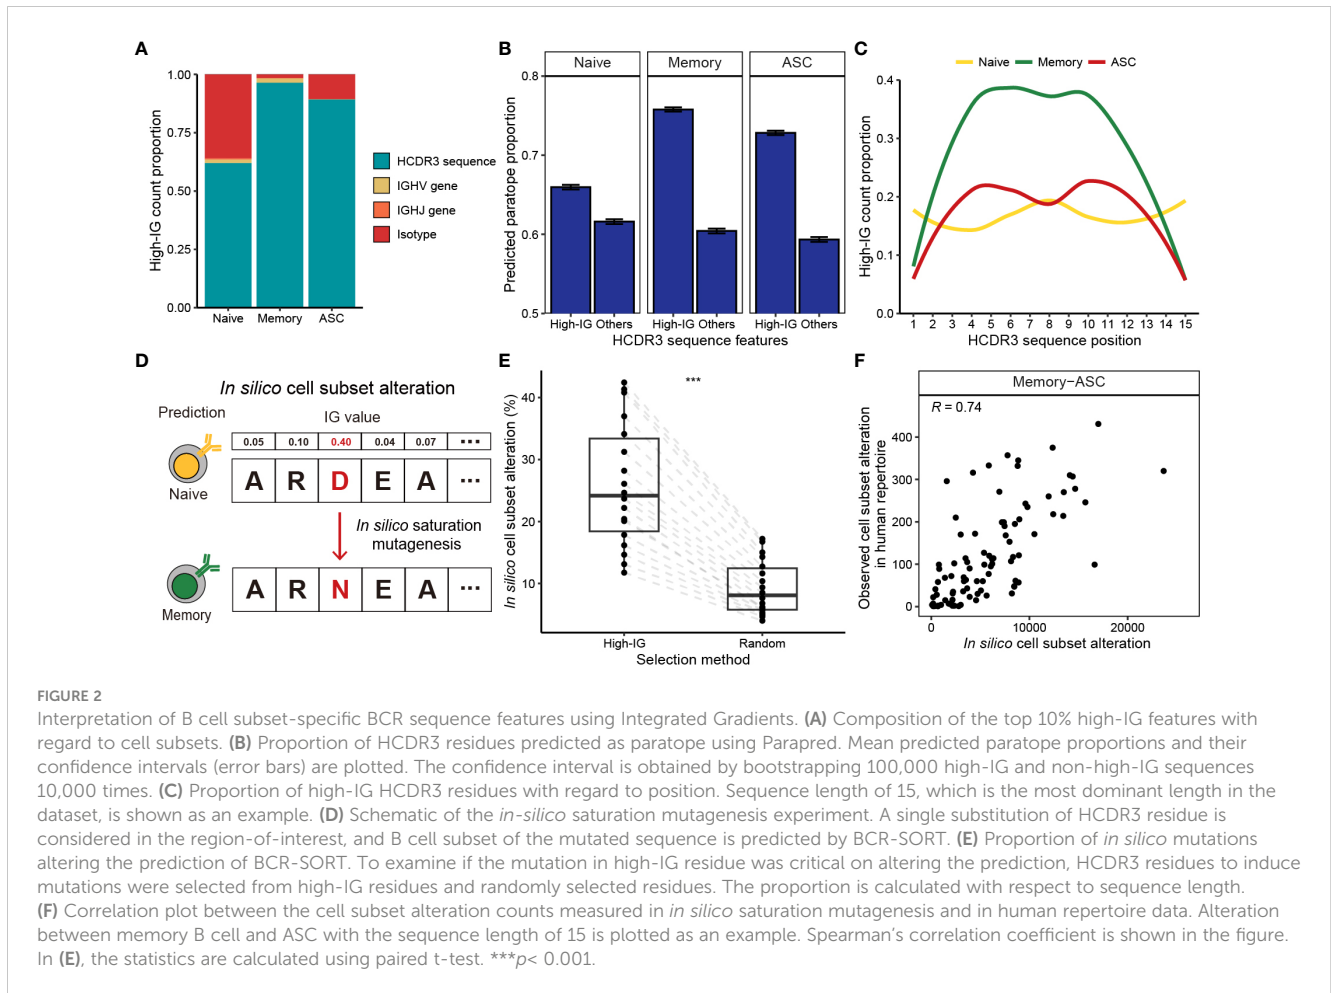 A
1.00
0.75
0.50
0.25
0.00
High-IG count proportion
Naive Memory ASC
HCDR3 sequence
IGHV gene
IGHJ gene
Isotype
B
Naive Memory ASC
0.8
0.7
0.6
0.5
Predicted paratope proportion
High-IG Others High-IG Others High-IG Others
HCDR3 sequence features
C
Naive Memory ASC
0.4
0.3
0.2
0.1
0.0
High-IG count proportion
1 2 3 4 5 6 7 8 9 10 11 12 13 14 15
HCDR3 sequence position
D
In silico cell subset alteration
Prediction
IG value
0.05 0.10 0.40 0.04 0.07 ...
A R D E A ...
Naive
In silico saturation
mutagenesis
A R N E A ...
Memory
E
***
40
30
20
10
In silico cell subset alteration (%)
High-IG Random
Selection method
F
Memory−ASC
R = 0.74
400
300
200
100
0
Observed cell subset alteration
in human repertoire
0 10000 20000
In silico cell subset alteration
FIGURE 2
Interpretation of B cell subset-specific BCR sequence features using Integrated Gradients. (A) Composition of the top 10% high-IG features with
regard to cell subsets. (B) Proportion of HCDR3 residues predicted as paratope using Parapred. Mean predicted paratope proportions and their
confidence intervals (error bars) are plotted. The confidence interval is obtained by bootstrapping 100,000 high-IG and non-high-IG sequences
10,000 times. (C) Proportion of high-IG HCDR3 residues with regard to position. Sequence length of 15, which is the most dominant length in the
dataset, is shown as an example. (D) Schematic of the in-silico saturation mutagenesis experiment. A single substitution of HCDR3 residue is
considered in the region-of-interest, and B cell subset of the mutated sequence is predicted by BCR-SORT. (E) Proportion of in silico mutations
altering the prediction of BCR-SORT. To examine if the mutation in high-IG residue was critical on altering the prediction, HCDR3 residues to induce
mutations were selected from high-IG residues and randomly selected residues. The proportion is calculated with respect to sequence length.
(F) Correlation plot between the cell subset alteration counts measured in in silico saturation mutagenesis and in human repertoire data. Alteration
between memory B cell and ASC with the sequence length of 15 is plotted as an example. Spearman's correlation coefficient is shown in the figure.
In (E), the statistics are calculated using paired t-test. ***p< 0.001.